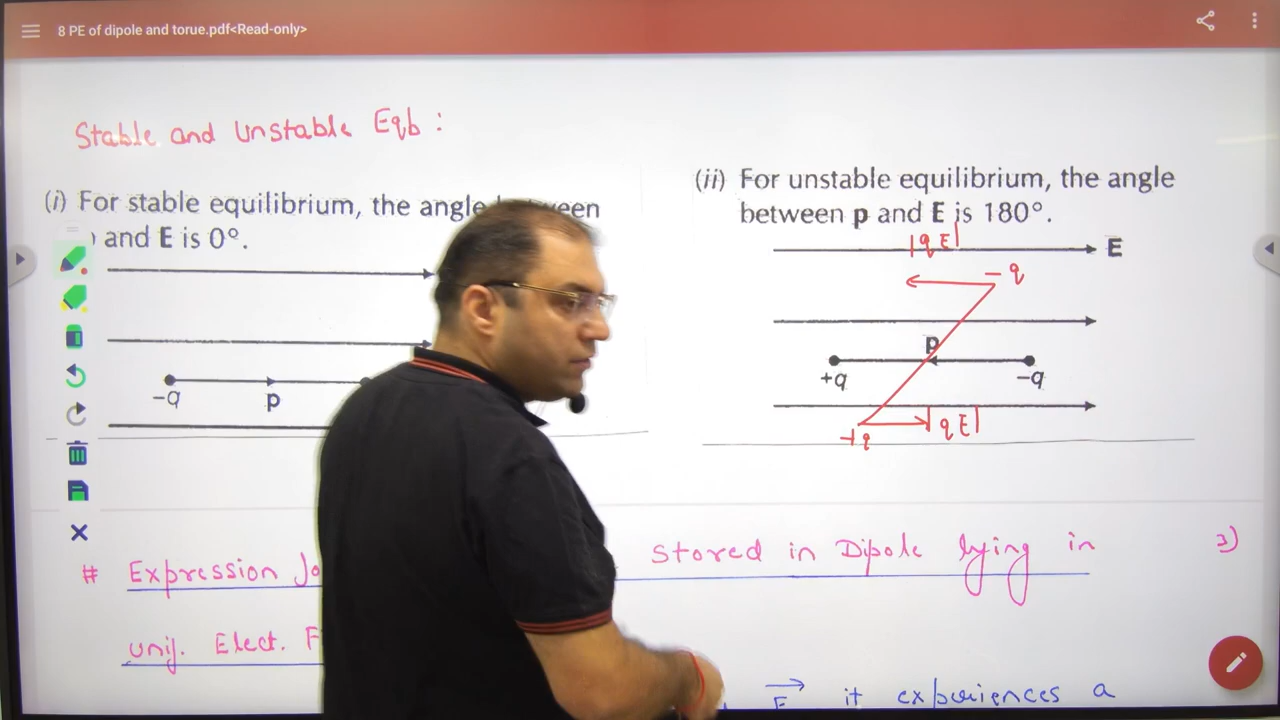 8 PE of dipole and torue.pdf<Read-only>
Stable and Unstable Eqb :
(i) For stable equilibrium, the angle between
and E is 0°.
-q
p
(ii) For unstable equilibrium, the angle
between p and E is 180°.
|qE|
E
-q
p
+q
-q
+q
|qE|
# Expression
stored in Dipole lying in
3)
unif. Elect. F
E it experiences a